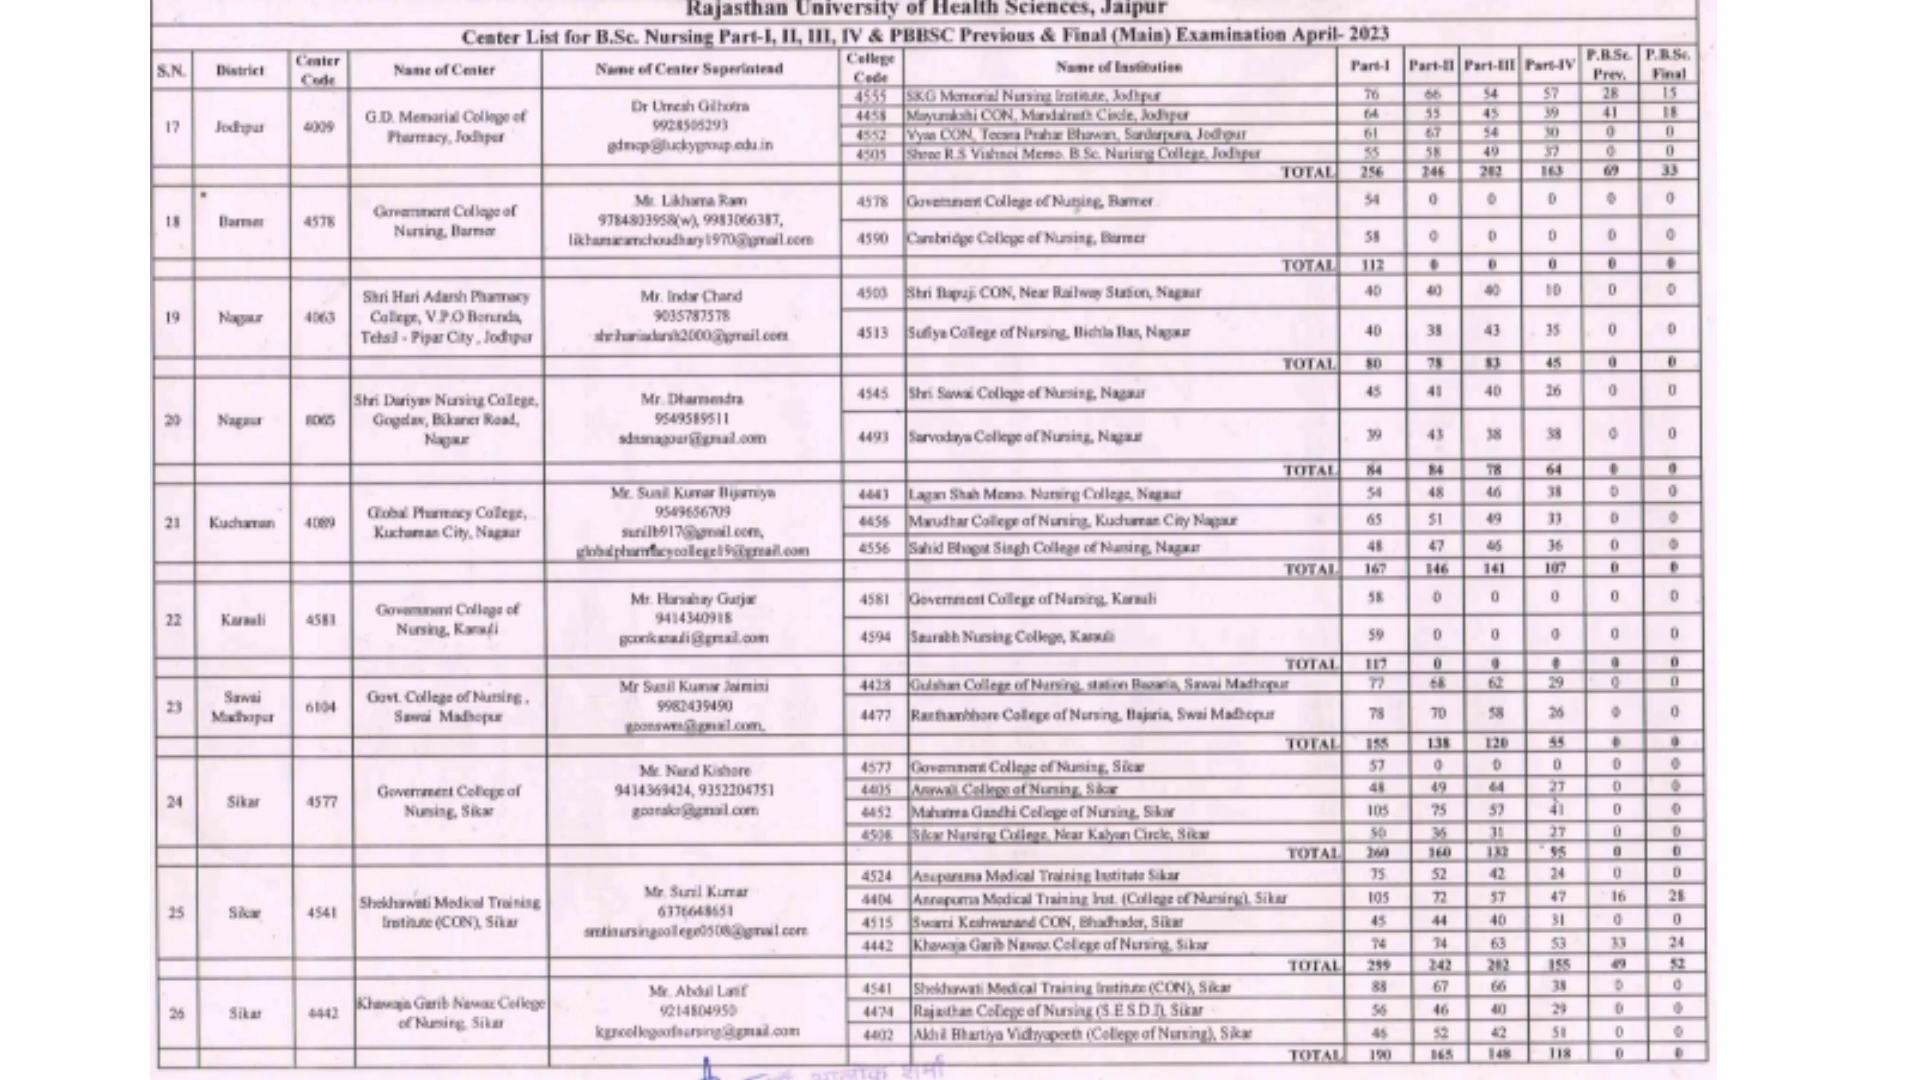 Rajasthan University of Health Sciences, Jaipur
Center List for B.Sc. Nursing Part-I, II, III, IV & PBBSC Previous & Final (Main) Examination April- 2023
S.N. District Center Code Name of Center Name of Center Superintend College Code Name of Institution Part-I Part-II Part-III Part-IV P.B.Sc. Prev. P.B.Sc. Final
17 Jodhpur 4009 G.D. Memorial College of Pharmacy, Jodhpur
Dr Umesh Gilhotra
9928505293
gdmcp@luckygroup.edu.in
4555 SKG Memorial Nursing Institute, Jodhpur 76 66 54 57 28 15
4458 Mayurakshi CON, Mandalnath Circle, Jodhpur 64 55 45 39 41 18
4552 Vyas CON, Teesra Prahar Bhawan, Sardarpura, Jodhpur 61 67 54 30 0 0
4505 Shree R.S Vishnoi Memo. B.Sc. Nursing College, Jodhpur 55 58 49 37 0 0
TOTAL 256 246 202 163 69 33
18 Barmer 4578 Government College of Nursing, Barmer
Mr. Likhama Ram
9784803958(w), 9983066387,
likhamaramchoudhary1970@gmail.com
4578 Government College of Nursing, Barmer 54 0 0 0 0 0
4590 Cambridge College of Nursing, Barmer 58 0 0 0 0 0
TOTAL 112 0 0 0 0 0
19 Nagaur 4063 Shri Hari Adarsh Pharmacy College, V.P.O Borunda, Tehsil - Pipar City , Jodhpur
Mr. Indar Chand
9035787578
shrihariadarsh2000@gmail.com
4503 Shri Bapuji CON, Near Railway Station, Nagaur 40 40 40 10 0 0
4513 Sufiya College of Nursing, Bichla Bas, Nagaur 40 38 43 35 0 0
TOTAL 80 78 83 45 0 0
20 Nagaur 8065 Shri Dariyav Nursing College, Gogelav, Bikaner Road, Nagaur
Mr. Dharmendra
9549589511
sdnsnagour@gmail.com
4545 Shri Sawai College of Nursing, Nagaur 45 41 40 26 0 0
4493 Sarvodaya College of Nursing, Nagaur 39 43 38 38 0 0
TOTAL 84 84 78 64 0 0
21 Kuchaman 4089 Global Pharmacy College, Kuchaman City, Nagaur
Mr. Sunil Kumar Bijarniya
9549656709
sunilb917@gmail.com,
globalpharmacycollege19@gmail.com
4443 Lagan Shah Memo. Nursing College, Nagaur 54 48 46 38 0 0
4456 Marudhar College of Nursing, Kuchaman City Nagaur 65 51 49 33 0 0
4556 Sahid Bhagat Singh College of Nursing, Nagaur 48 47 46 36 0 0
TOTAL 167 146 141 107 0 0
22 Karauli 4581 Government College of Nursing, Karauli
Mr. Harsahay Gurjar
9414340918
gconkarauli@gmail.com
4581 Government College of Nursing, Karauli 58 0 0 0 0 0
4594 Saurabh Nursing College, Karauli 59 0 0 0 0 0
TOTAL 117 0 0 0 0 0
23 Sawai Madhopur 6104 Govt. College of Nursing , Sawai Madhopur
Mr Sunil Kumar Jaimini
9982439490
gconswm@gmail.com,
4428 Gulshan College of Nursing, station Bazaria, Sawai Madhopur 77 68 62 29 0 0
4477 Ranthambhore College of Nursing, Bajaria, Swai Madhopur 78 70 58 26 0 0
TOTAL 155 138 120 55 0 0
24 Sikar 4577 Government College of Nursing, Sikar
Mr. Nand Kishore
9414369424, 9352204751
gconskr@gmail.com
4577 Government College of Nursing, Sikar 57 0 0 0 0 0
4405 Arawali College of Nursing, Sikar 48 49 44 27 0 0
4452 Mahatma Gandhi College of Nursing, Sikar 105 75 57 41 0 0
4508 Sikar Nursing College, Near Kalyan Circle, Sikar 50 36 31 27 0 0
TOTAL 260 160 132 95 0 0
25 Sikar 4541 Shekhawati Medical Training Institute (CON), Sikar
Mr. Sunil Kumar
6376648651
smtinursingcollege0508@gmail.com
4524 Anuparama Medical Training Institute Sikar 75 52 42 24 0 0
4404 Annapurna Medical Training Inst. (College of Nursing), Sikar 105 72 57 47 16 28
4515 Swami Keshwanand CON, Bhadhader, Sikar 45 44 40 31 0 0
4442 Khawaja Garib Nawaz College of Nursing, Sikar 74 74 63 53 33 24
TOTAL 299 242 202 155 49 52
26 Sikar 4442 Khawaja Garib Nawaz College of Nursing, Sikar
Mr. Abdul Latif
9214804950
kgncollegeofnursing@gmail.com
4541 Shekhawati Medical Training Institute (CON), Sikar 88 67 66 38 0 0
4474 Rajasthan College of Nursing (S.E.S.D.I), Sikar 56 46 40 29 0 0
4402 Akhil Bhartiya Vidhyapeeth (College of Nursing), Sikar 46 52 42 51 0 0
TOTAL 190 165 148 118 0 0
शर्मा